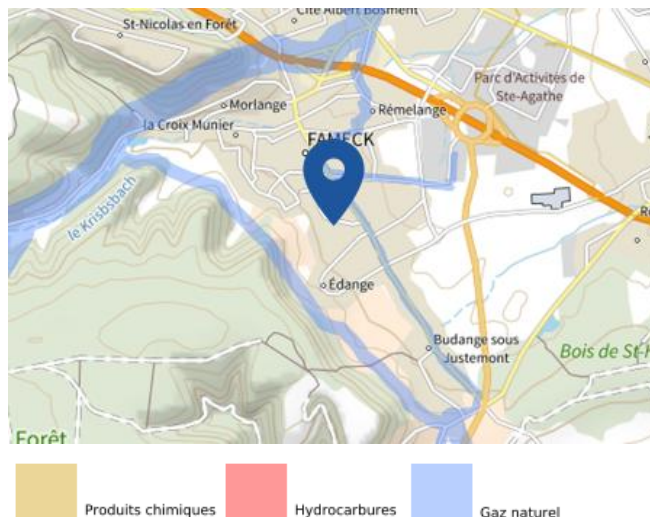 Cité Albert Bosment
St-Nicolas en Forêt
Parc d'Activités de
Ste-Agathe
Morlange
Rémelange
la Croix Munier
FAMECK
le Krisbsbach
Édange
Budange sous
Justemont
Bois de St-
Forêt
Produits chimiques
Hydrocarbures
Gaz naturel